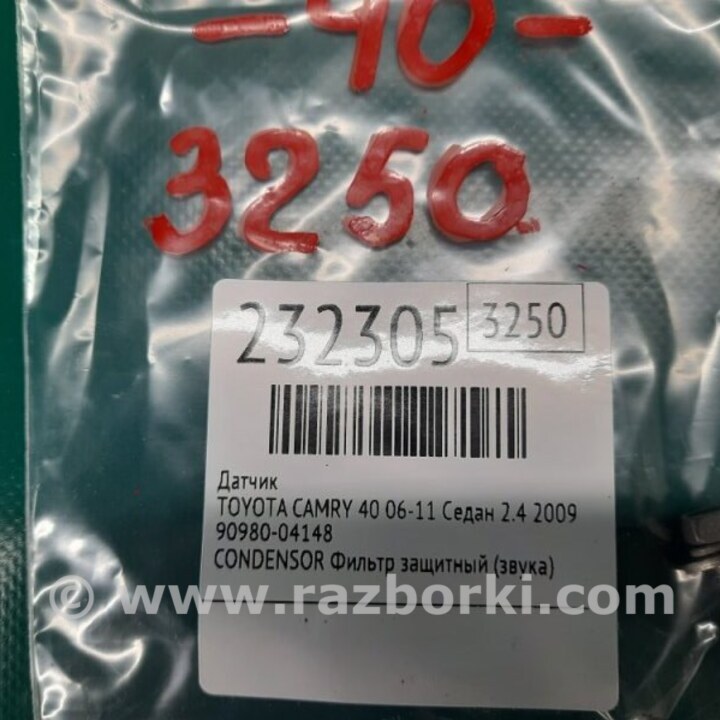 -40-
3250
232305 3250
Датчик
TOYOTA CAMRY 40 06-11 Седан 2.4 2009
90980-04148
CONDENSOR Фильтр защитный (звука)
© www.razborki.com